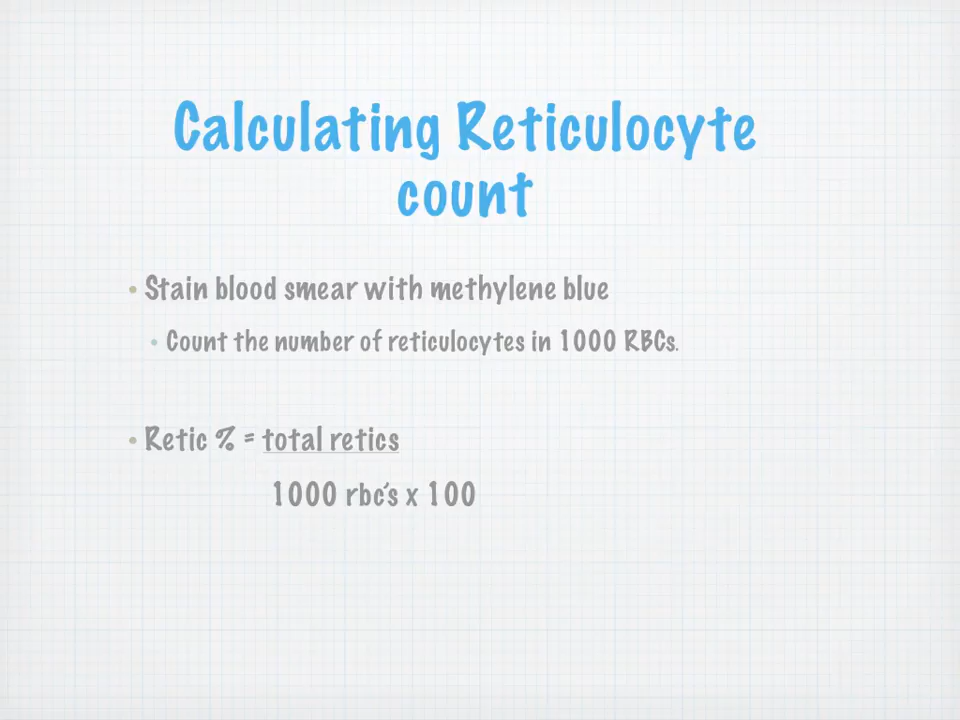 Calculating Reticulocyte
count
• Stain blood smear with methylene blue
• Count the number of reticulocytes in 1000 RBCs.
• Retic % = total retics
1000 rbc's x 100